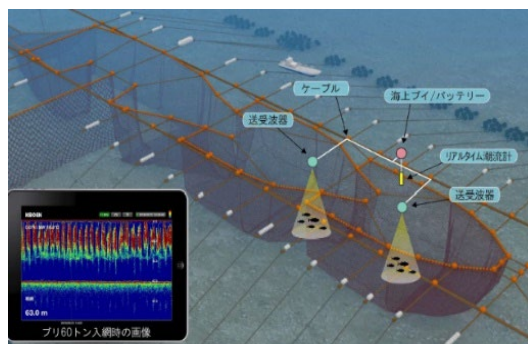 ケーブル
海上ブイ/バッテリー
送受波器
リアルタイム潮流計
送受波器
63.0 m
ブリ60トン入網時の画像